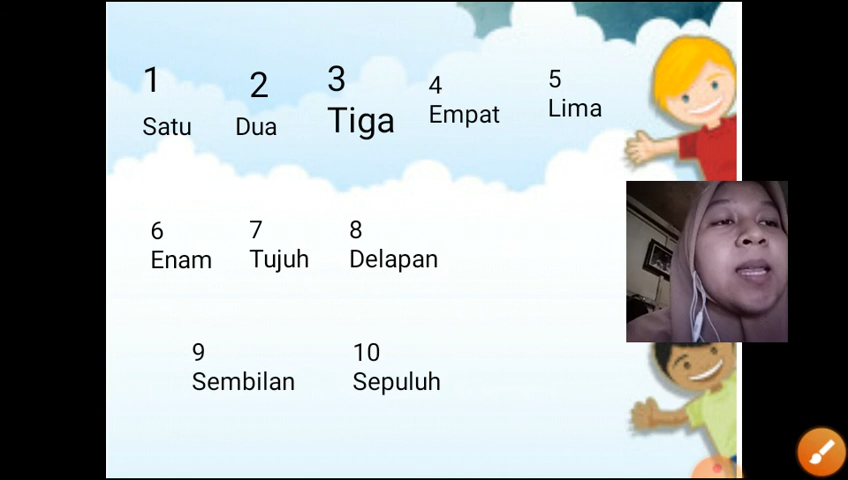 1 2 3 4 5
Satu Dua Tiga Empat Lima
6 7 8
Enam Tujuh Delapan
9 10
Sembilan Sepuluh